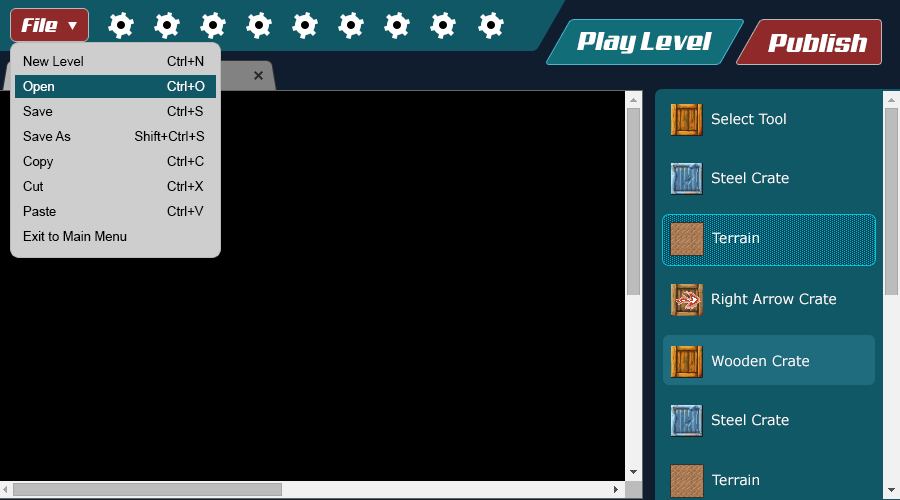 File ▼
Play Level
Publish
New Level Ctrl+N
Open Ctrl+O
Save Ctrl+S
Save As Shift+Ctrl+S
Copy Ctrl+C
Cut Ctrl+X
Paste Ctrl+V
Exit to Main Menu
Select Tool
Steel Crate
Terrain
Right Arrow Crate
Wooden Crate
Steel Crate
Terrain